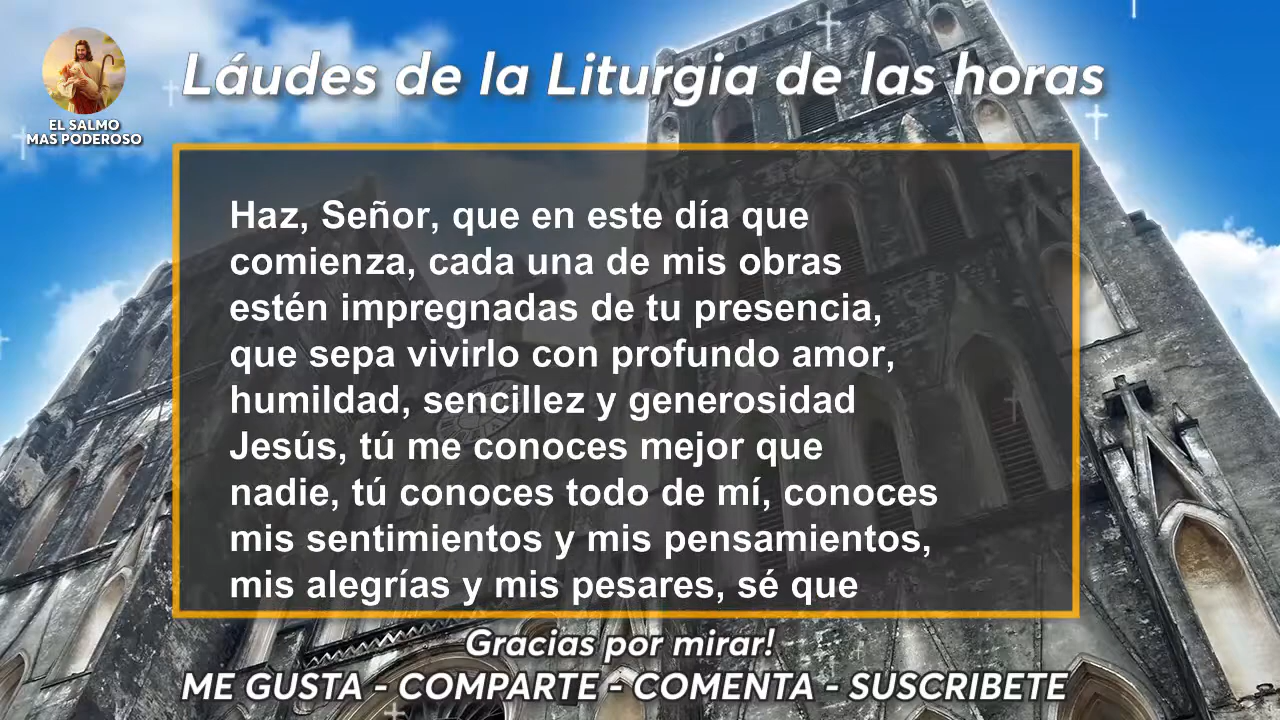 Láudes de la Liturgia de las horas
EL SALMO
MAS PODEROSO
Haz, Señor, que en este día que
comienza, cada una de mis obras
estén impregnadas de tu presencia,
que sepa vivirlo con profundo amor,
humildad, sencillez y generosidad
Jesús, tú me conoces mejor que
nadie, tú conoces todo de mí, conoces
mis sentimientos y mis pensamientos,
mis alegrías y mis pesares, sé que
Gracias por mirar!
ME GUSTA - COMPARTE - COMENTA - SUSCRIBETE